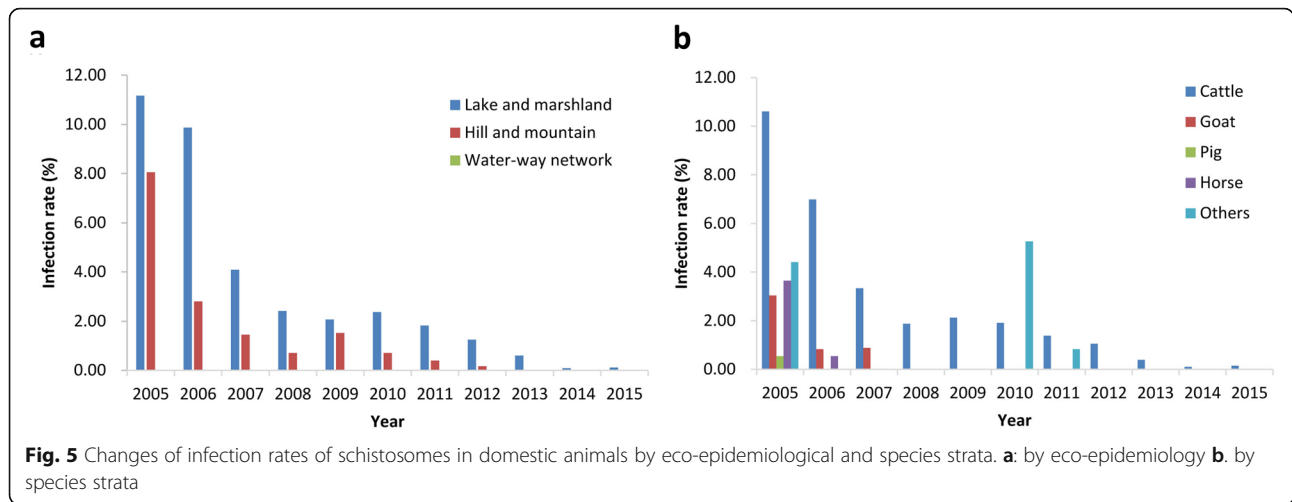 a
12.00
10.00
8.00
6.00
4.00
2.00
0.00
Infection rate (%)
Lake and marshland
Hill and mountain
Water-way network
2005 2006 2007 2008 2009 2010 2011 2012 2013 2014 2015
Year
b
12.00
10.00
8.00
6.00
4.00
2.00
0.00
Infection rate (%)
Cattle
Goat
Pig
Horse
Others
2005 2006 2007 2008 2009 2010 2011 2012 2013 2014 2015
Year
Fig. 5 Changes of infection rates of schistosomes in domestic animals by eco-epidemiological and species strata. a: by eco-epidemiology b. by
species strata